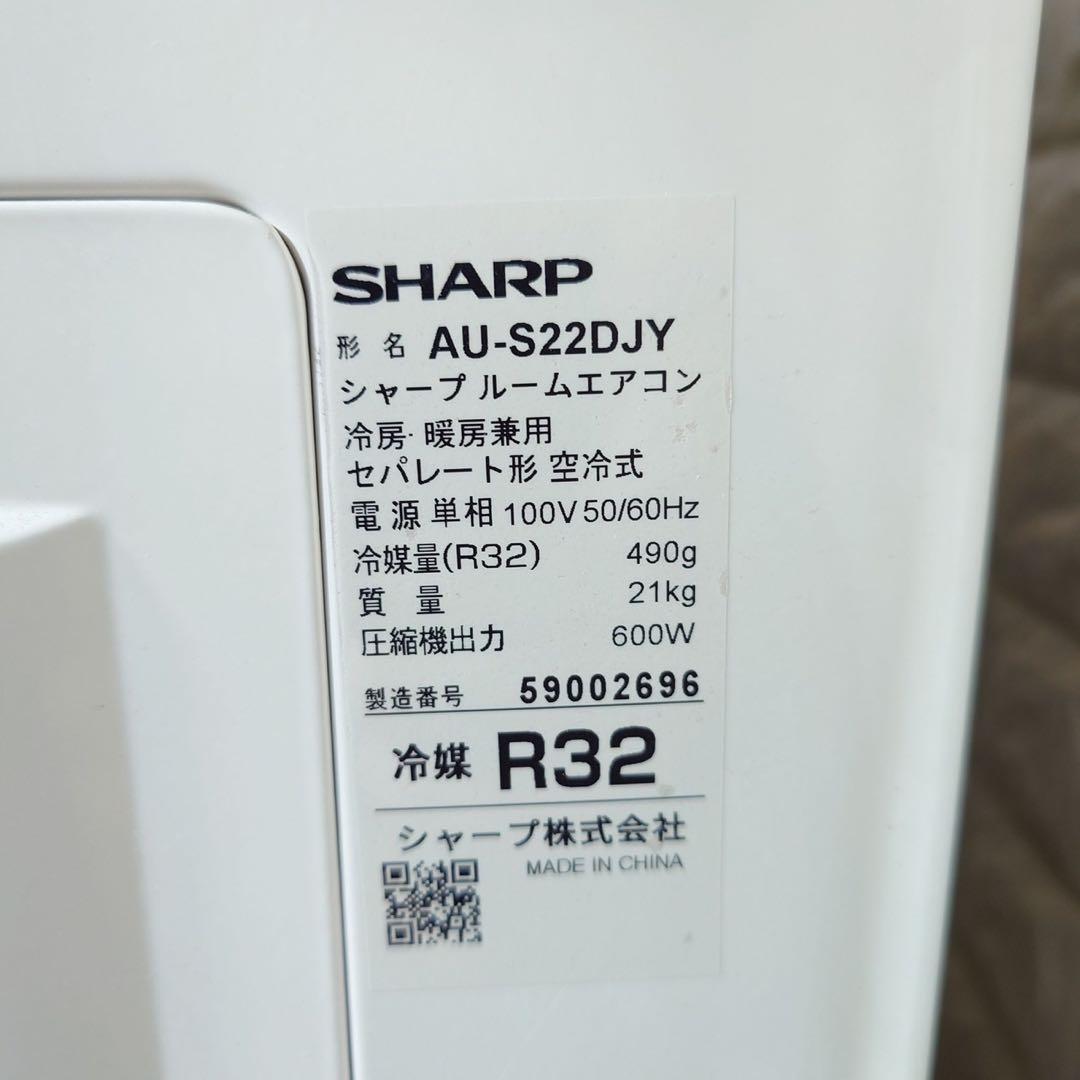 SHARP
形名 AU-S22DJY
シャープ ルームエアコン
冷房・暖房兼用
セパレート形 空冷式
電源 単相 100V 50/60Hz
冷媒量(R32) 490g
質量 21kg
圧縮機出力 600W
製造番号 59002696
冷媒 R32
シャープ株式会社
MADE IN CHINA